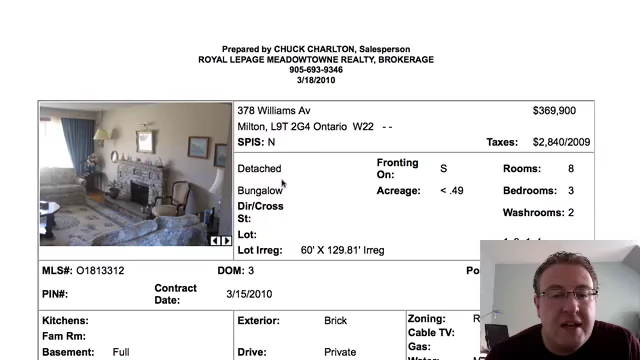 Prepared by CHUCK CHARLTON, Salesperson
ROYAL LEPAGE MEADOWTOWNE REALTY, BROKERAGE
905-693-9346
3/18/2010
378 Williams Av $369,900
Milton, L9T 2G4 Ontario W22 - -
SPIS: N Taxes: $2,840/2009
Detached Fronting On: S Rooms: 8
Bungalow Acreage: < .49 Bedrooms: 3
Dir/Cross St: Washrooms: 2
Lot:
Lot Irreg: 60' X 129.81' Irreg
MLS#: O1813312 DOM: 3
PIN#: Contract Date: 3/15/2010
Kitchens: Exterior: Brick Zoning:
Fam Rm: Cable TV:
Basement: Full Drive: Private Gas: